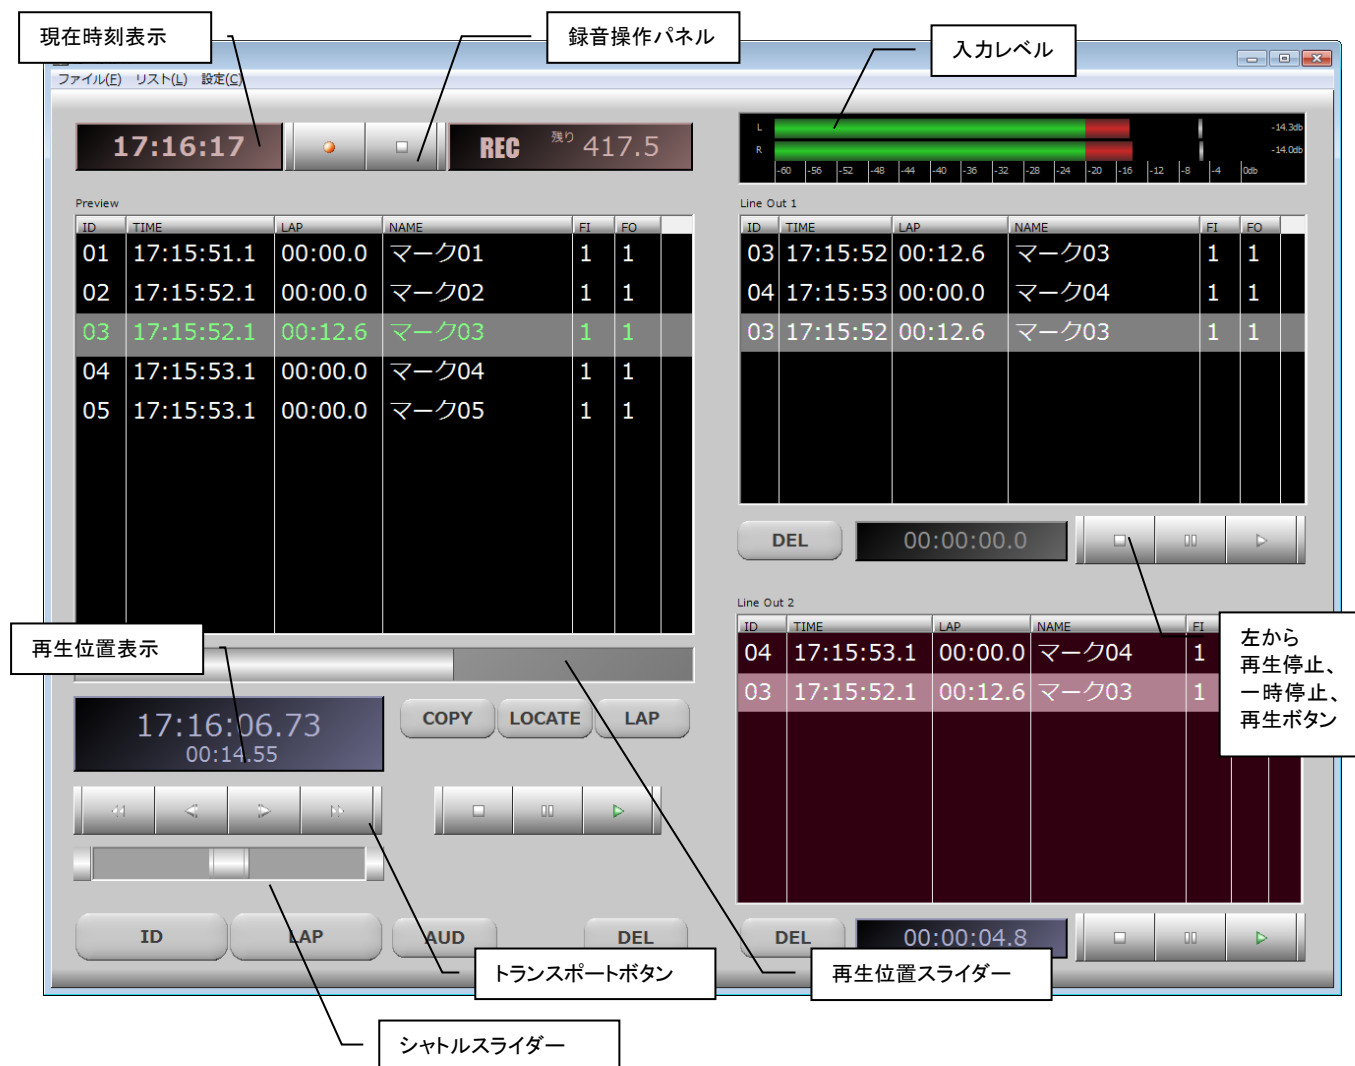 現在時刻表示
録音操作パネル
入力レベル
ファイル(F) リスト(L) 設定(C)
17:16:17
REC 残り 417.5
L -14.3db
R -14.0db
-60 -56 -52 -48 -44 -40 -36 -32 -28 -24 -20 -16 -12 -8 -4 0db
Preview
ID TIME LAP NAME FI FO
01 17:15:51.1 00:00.0 マーク01 1 1
02 17:15:52.1 00:00.0 マーク02 1 1
03 17:15:52.1 00:12.6 マーク03 1 1
04 17:15:53.1 00:00.0 マーク04 1 1
05 17:15:53.1 00:00.0 マーク05 1 1
Line Out 1
ID TIME LAP NAME FI FO
03 17:15:52 00:12.6 マーク03 1 1
04 17:15:53 00:00.0 マーク04 1 1
03 17:15:52 00:12.6 マーク03 1 1
DEL 00:00:00.0
Line Out 2
ID TIME LAP NAME FI
04 17:15:53.1 00:00.0 マーク04 1
03 17:15:52.1 00:12.6 マーク03 1
左から
再生停止、
一時停止、
再生ボタン
再生位置表示
17:16:06.73
00:14.55
COPY LOCATE LAP
ID LAP AUD DEL
DEL 00:00:04.8
トランスポートボタン
再生位置スライダー
シャトルスライダー